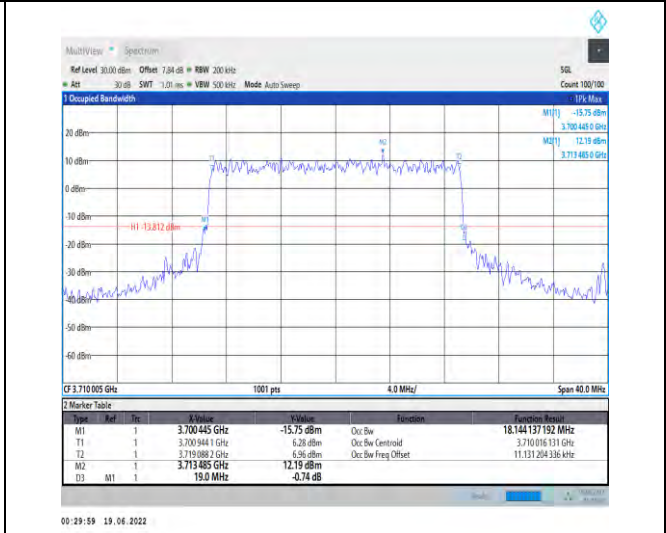 MultiView Spectrum
Ref Level 30.00 dBm Offset 7.84 dB RBW 200 kHz SGL
Att 30 dB SWT 1.01 ms VBW 500 kHz Mode Auto Sweep Count 100/100
1 Occupied Bandwidth 1Pk Max
M1[1] -15.75 dBm
3.700 445 0 GHz
M2[1] 12.19 dBm
3.713 485 0 GHz
20 dBm
M2
10 dBm
T1
T2
0 dBm
-10 dBm
M1
H1 -13.812 dBm
-20 dBm
-30 dBm
-40 dBm
-50 dBm
-60 dBm
CF 3.710 005 GHz 1001 pts 4.0 MHz/ Span 40.0 MHz
2 Marker Table
Type Ref Trc X-Value Y-Value Function Function Result
M1 1 3.700 445 GHz -15.75 dBm Occ Bw 18.144 137 192 MHz
T1 1 3.700 944 1 GHz 6.28 dBm Occ Bw Centroid 3.710 016 131 GHz
T2 1 3.719 088 2 GHz 6.96 dBm Occ Bw Freq Offset 11.131 204 336 kHz
M2 1 3.713 485 GHz 12.19 dBm
D3 M1 1 19.0 MHz -0.74 dB
00:29:59 19.06.2022